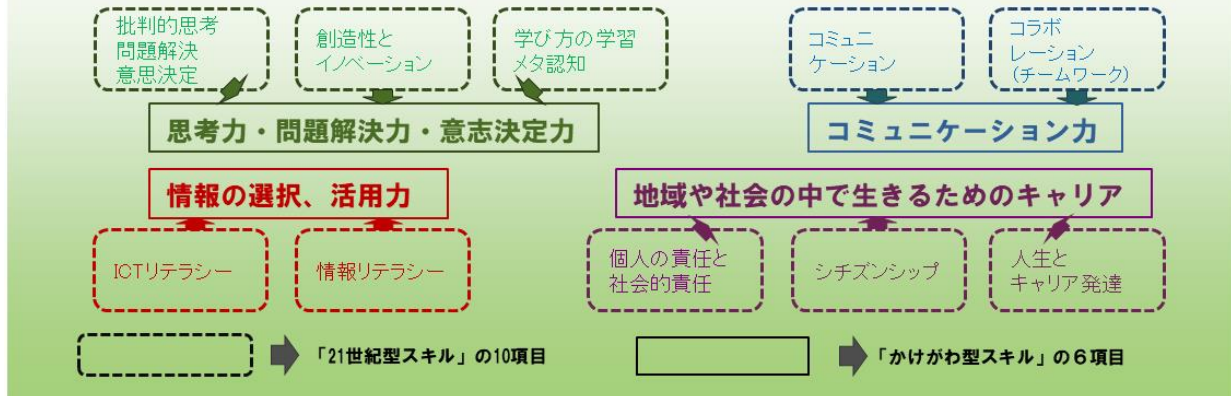 批判的思考
問題解決
意思決定
創造性と
イノベーション
学び方の学習
メタ認知
コミュニ
ケーション
コラボ
レーション
(チームワーク)
思考力・問題解決力・意志決定力
コミュニケーション力
情報の選択、活用力
地域や社会の中で生きるためのキャリア
ICTリテラシー
情報リテラシー
個人の責任と
社会的責任
シチズンシップ
人生と
キャリア発達
「21世紀型スキル」の10項目
「かけがわ型スキル」の６項目